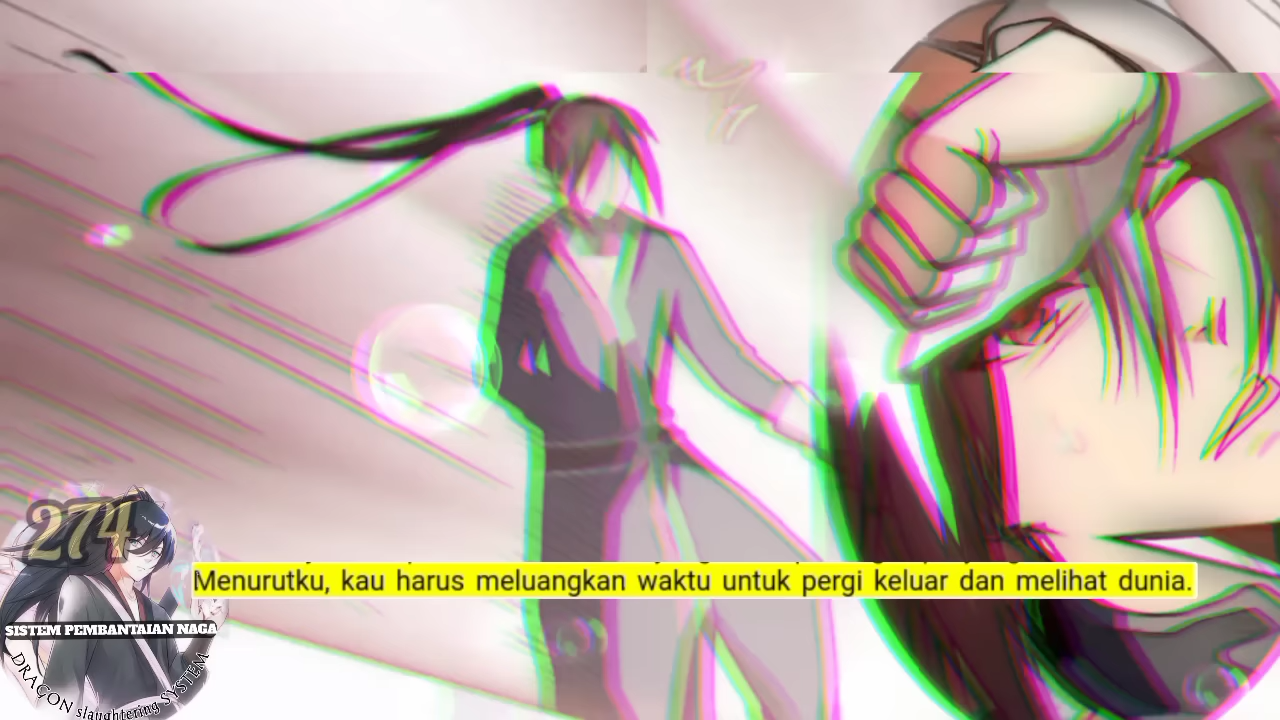 274
Menurutku, kau harus meluangkan waktu untuk pergi keluar dan melihat dunia.
SISTEM PEMBANTAIAN NAGA
DRAGON slaughtering SYSTEM